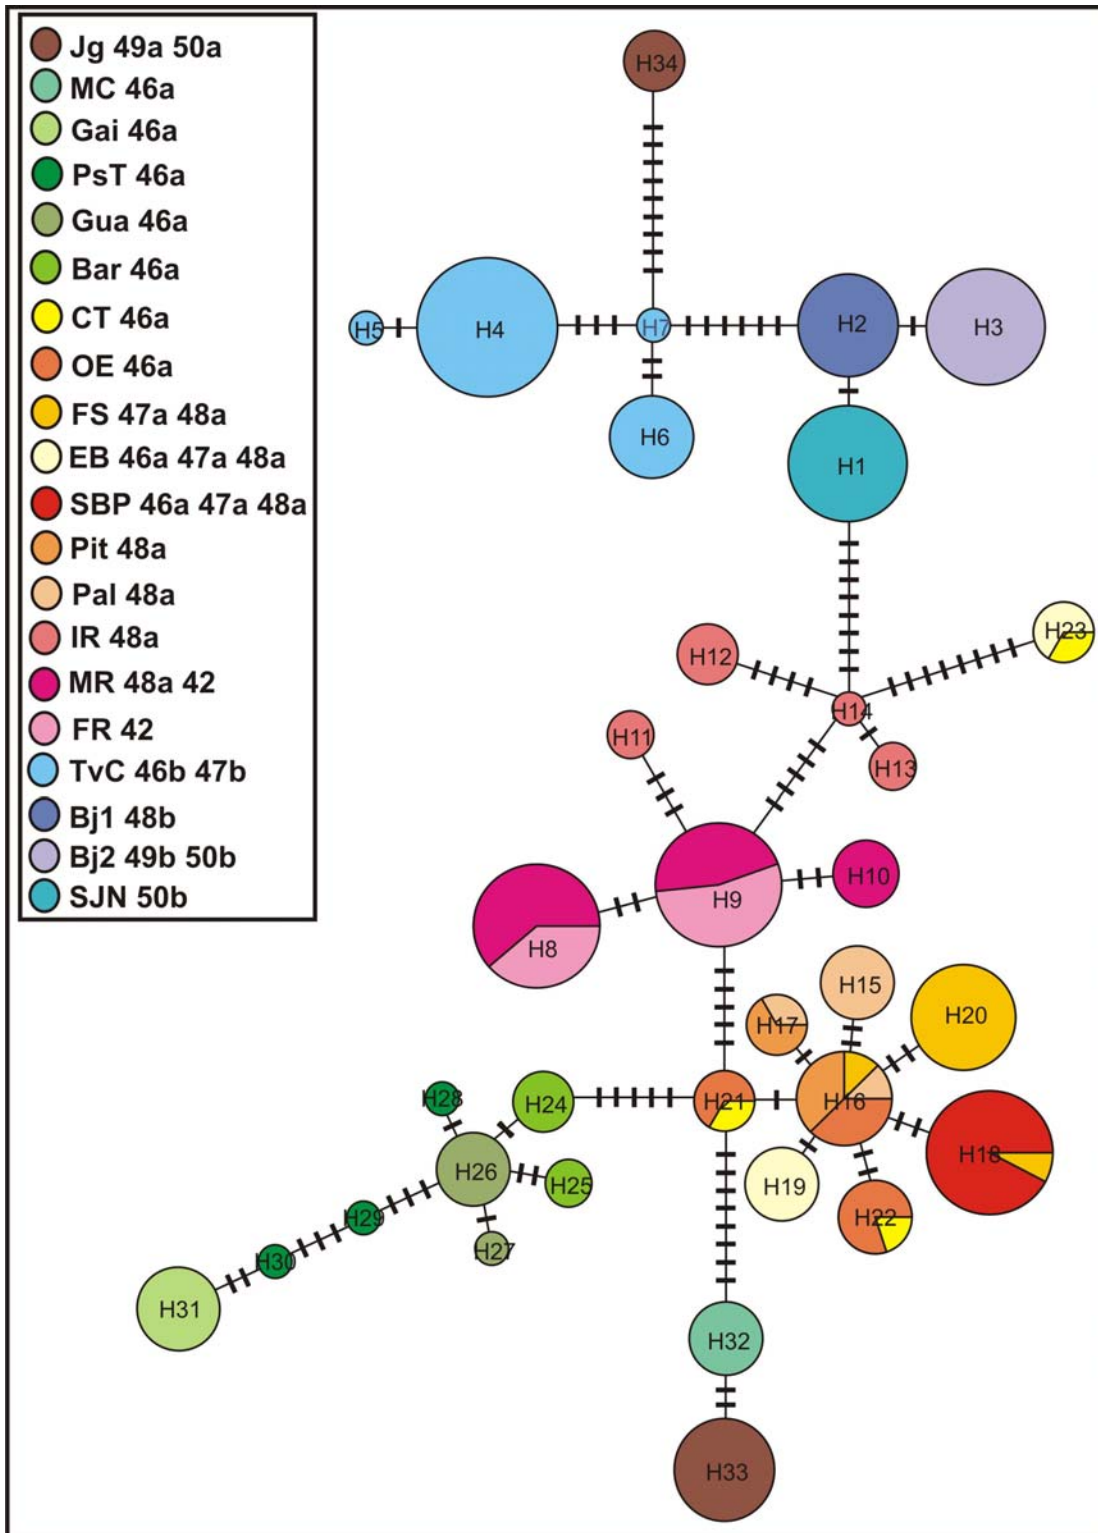 Jg 49a 50a
MC 46a
Gai 46a
PsT 46a
Gua 46a
Bar 46a
CT 46a
OE 46a
FS 47a 48a
EB 46a 47a 48a
SBP 46a 47a 48a
Pit 48a
Pal 48a
IR 48a
MR 48a 42
FR 42
TvC 46b 47b
Bj1 48b
Bj2 49b 50b
SJN 50b
H34
H5
H4
H7
H2
H3
H6
H1
H12
H23
H14
H11
H13
H9
H10
H8
H15
H17
H20
H28
H24
H21
H16
H18
H26
H25
H19
H22
H29
H27
H30
H31
H32
H33